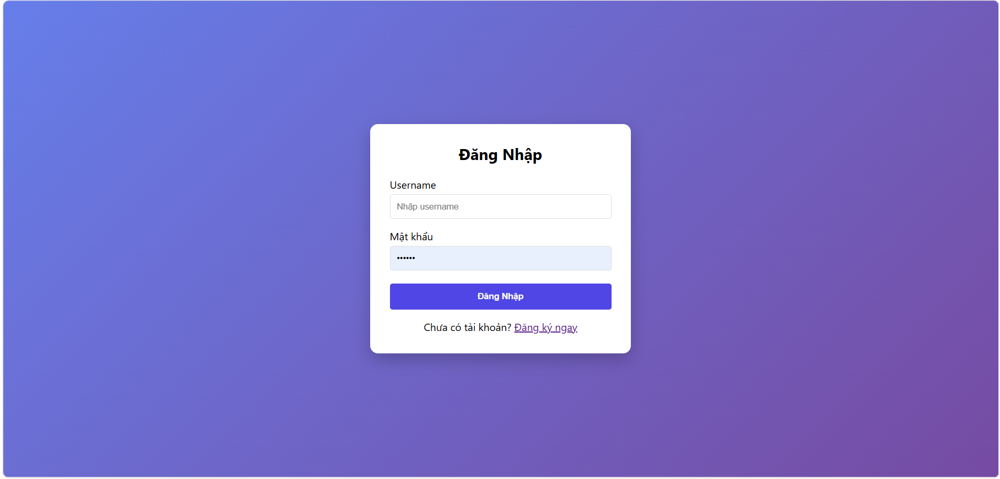 Đăng Nhập
Username
Nhập username
Mật khẩu
••••••
Đăng Nhập
Chưa có tài khoản? Đăng ký ngay